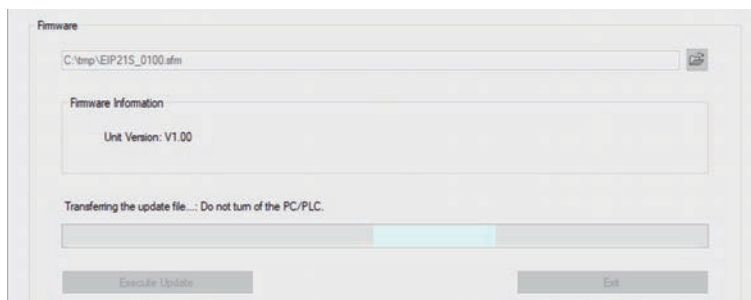 Firmware
C:\tmp\EIP21S_0100.sfm
Firmware Information
Unit Version: V1.00
Transferring the update file...: Do not turn of the PC/PLC.
Execute Update
Exit